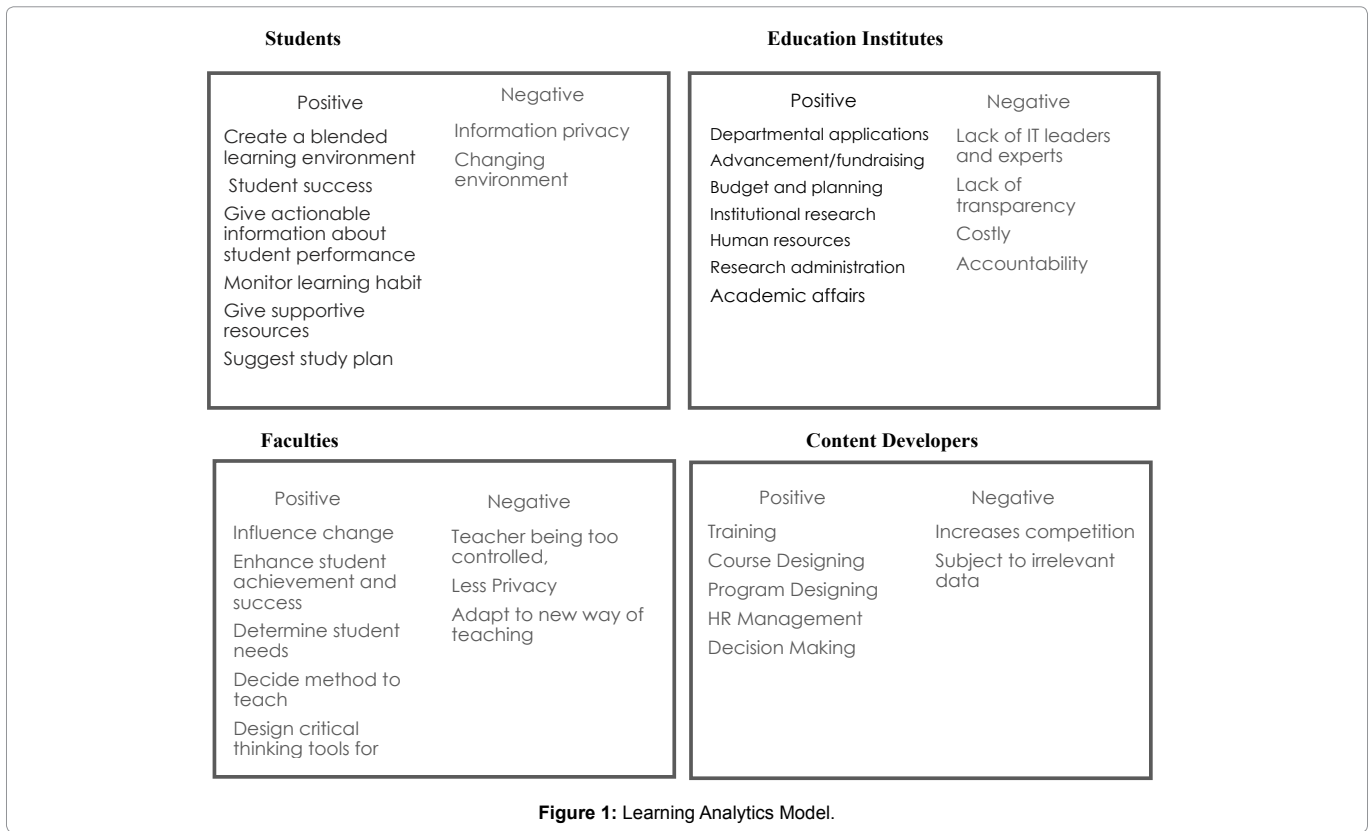 Students
Positive
Create a blended
learning environment
Student success
Give actionable
information about
student performance
Monitor learning habit
Give supportive
resources
Suggest study plan
Negative
Information privacy
Changing
environment
Education Institutes
Positive
Departmental applications
Advancement/fundraising
Budget and planning
Institutional research
Human resources
Research administration
Academic affairs
Negative
Lack of IT leaders
and experts
Lack of
transparency
Costly
Accountability
Faculties
Positive
Influence change
Enhance student
achievement and
success
Determine student
needs
Decide method to
teach
Design critical
thinking tools for
Negative
Teacher being too
controlled,
Less Privacy
Adapt to new way of
teaching
Content Developers
Positive
Training
Course Designing
Program Designing
HR Management
Decision Making
Negative
Increases competition
Subject to irrelevant
data
Figure 1: Learning Analytics Model.